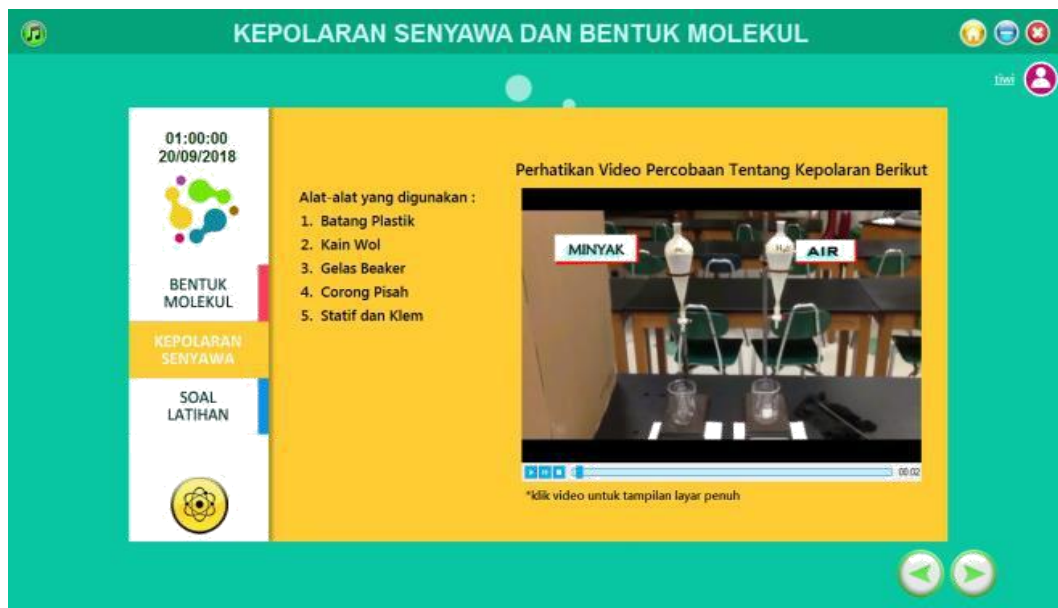 KEPOLARAN SENYAWA DAN BENTUK MOLEKUL
tiwi
01:00:00
20/09/2018
BENTUK
MOLEKUL
KEPOLARAN
SENYAWA
SOAL
LATIHAN
Alat-alat yang digunakan :
1. Batang Plastik
2. Kain Wol
3. Gelas Beaker
4. Corong Pisah
5. Statif dan Klem
Perhatikan Video Percobaan Tentang Kepolaran Berikut
MINYAK
H₂O
AIR
00:02
*klik video untuk tampilan layar penuh